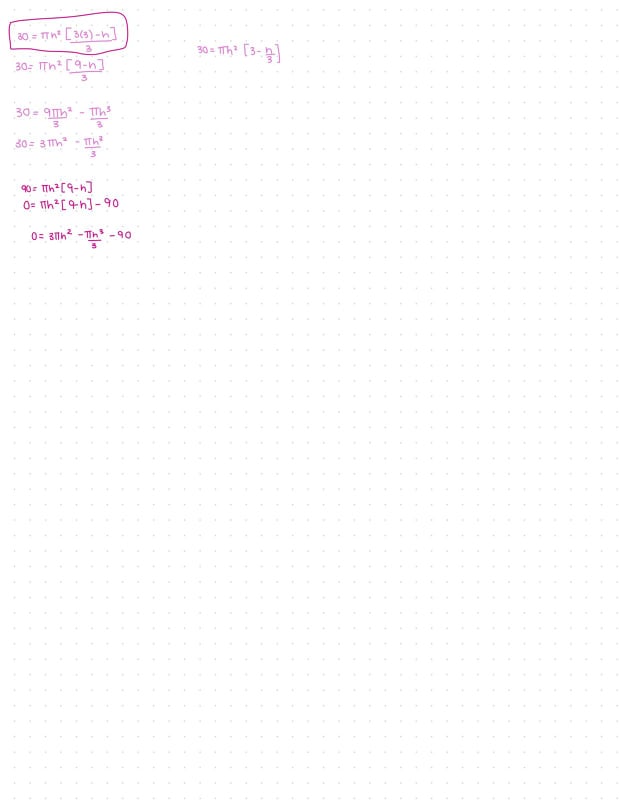 30 = πh² [3(3) - h] / 3
30 = πh² [3 - h/3]
30 = πh² [9-h] / 3
30 = 9πh²/3 - πh³/3
30 = 3πh² - πh²/3
90 = πh² [9-h]
0 = πh² [9-h] - 90
0 = 3πh² - πh³/3 - 90